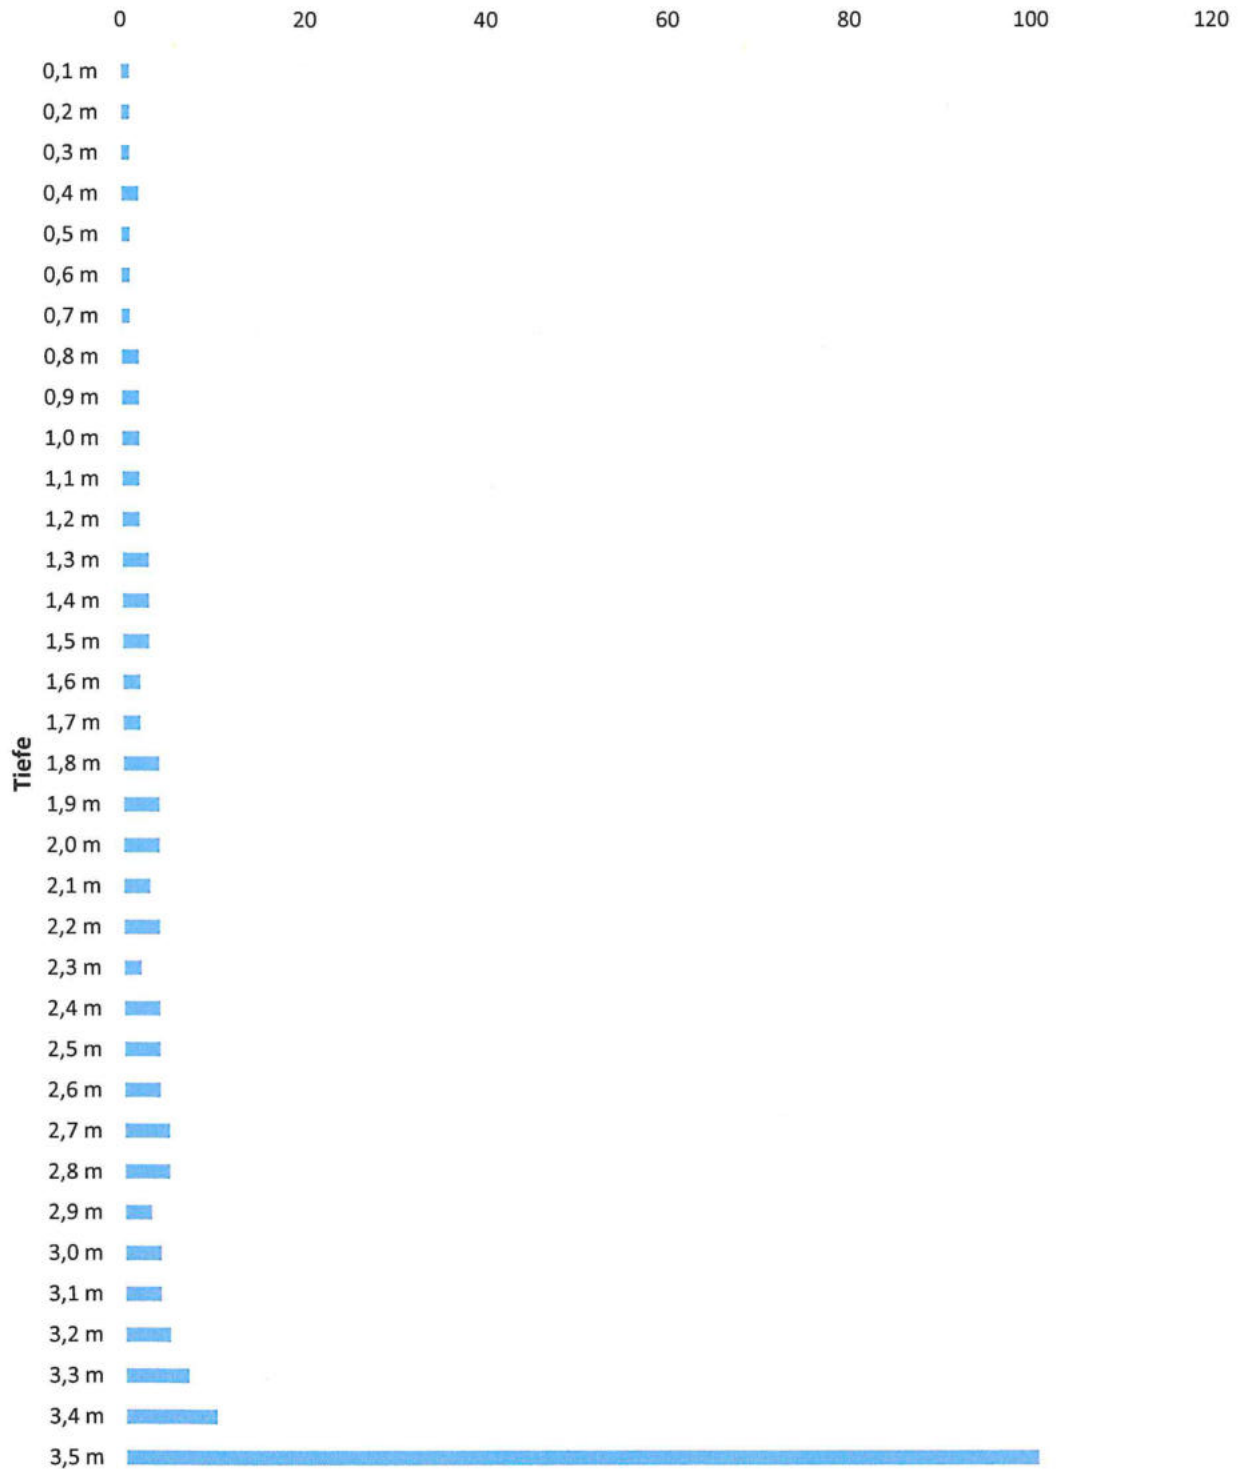 0 20 40 60 80 100 120
0,1 m
0,2 m
0,3 m
0,4 m
0,5 m
0,6 m
0,7 m
0,8 m
0,9 m
1,0 m
1,1 m
1,2 m
1,3 m
1,4 m
1,5 m
1,6 m
1,7 m
Tiefe
1,8 m
1,9 m
2,0 m
2,1 m
2,2 m
2,3 m
2,4 m
2,5 m
2,6 m
2,7 m
2,8 m
2,9 m
3,0 m
3,1 m
3,2 m
3,3 m
3,4 m
3,5 m